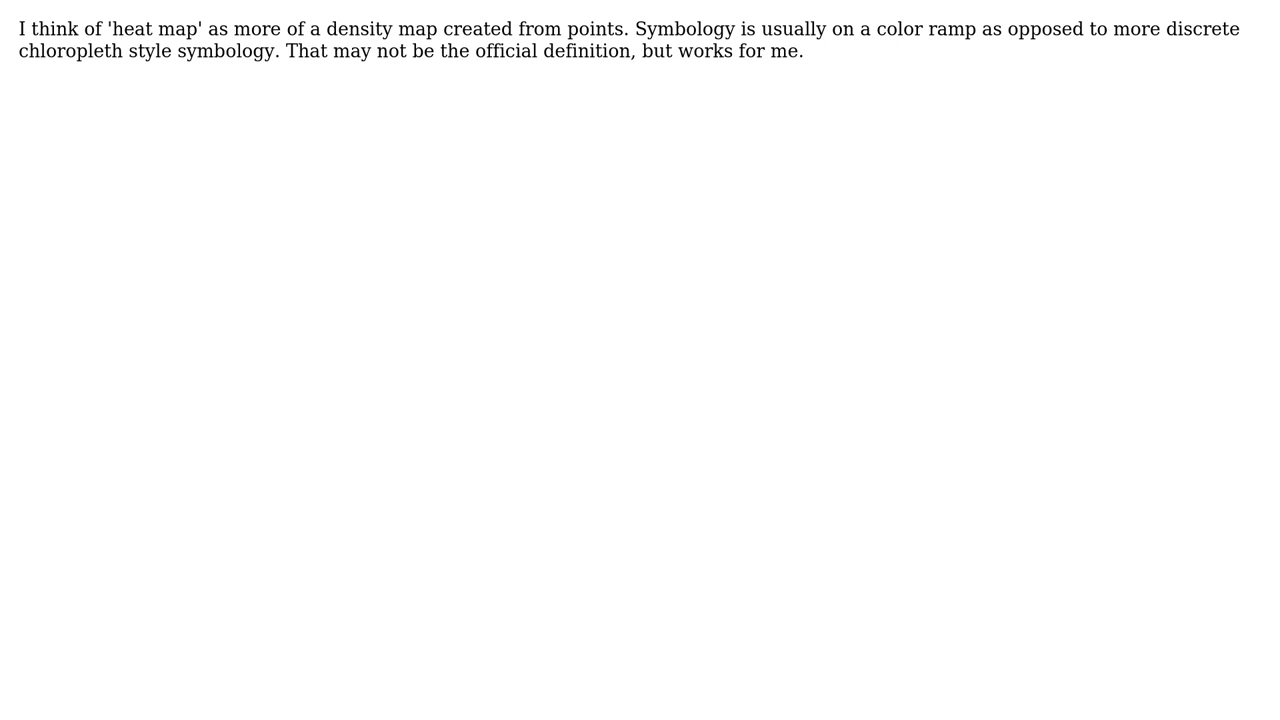 I think of 'heat map' as more of a density map created from points. Symbology is usually on a color ramp as opposed to more discrete
chloropleth style symbology. That may not be the official definition, but works for me.